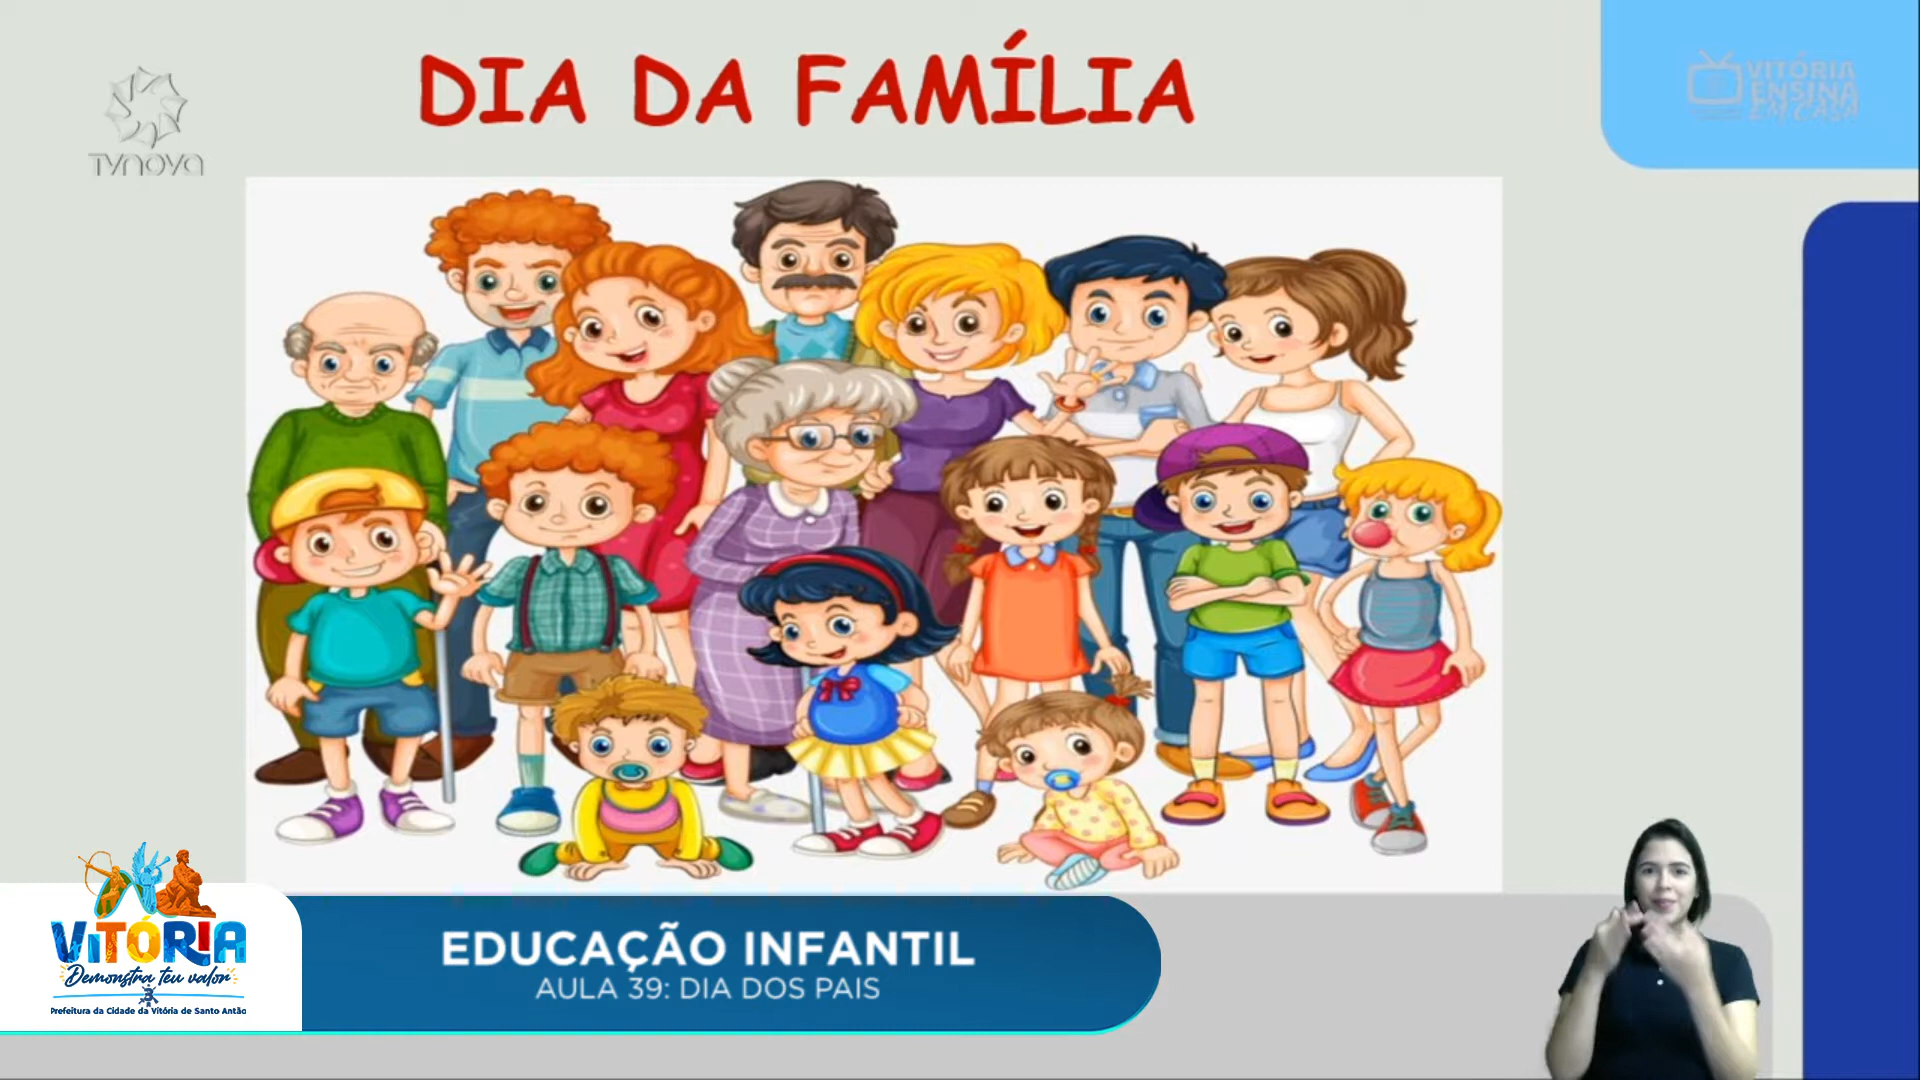 DIA DA FAMÍLIA
TVNOVA
VITÓRIA
ENSINA
EM CASA
VITÓRIA
Demonstra teu valor
Prefeitura da Cidade da Vitória de Santo Antão
EDUCAÇÃO INFANTIL
AULA 39: DIA DOS PAIS